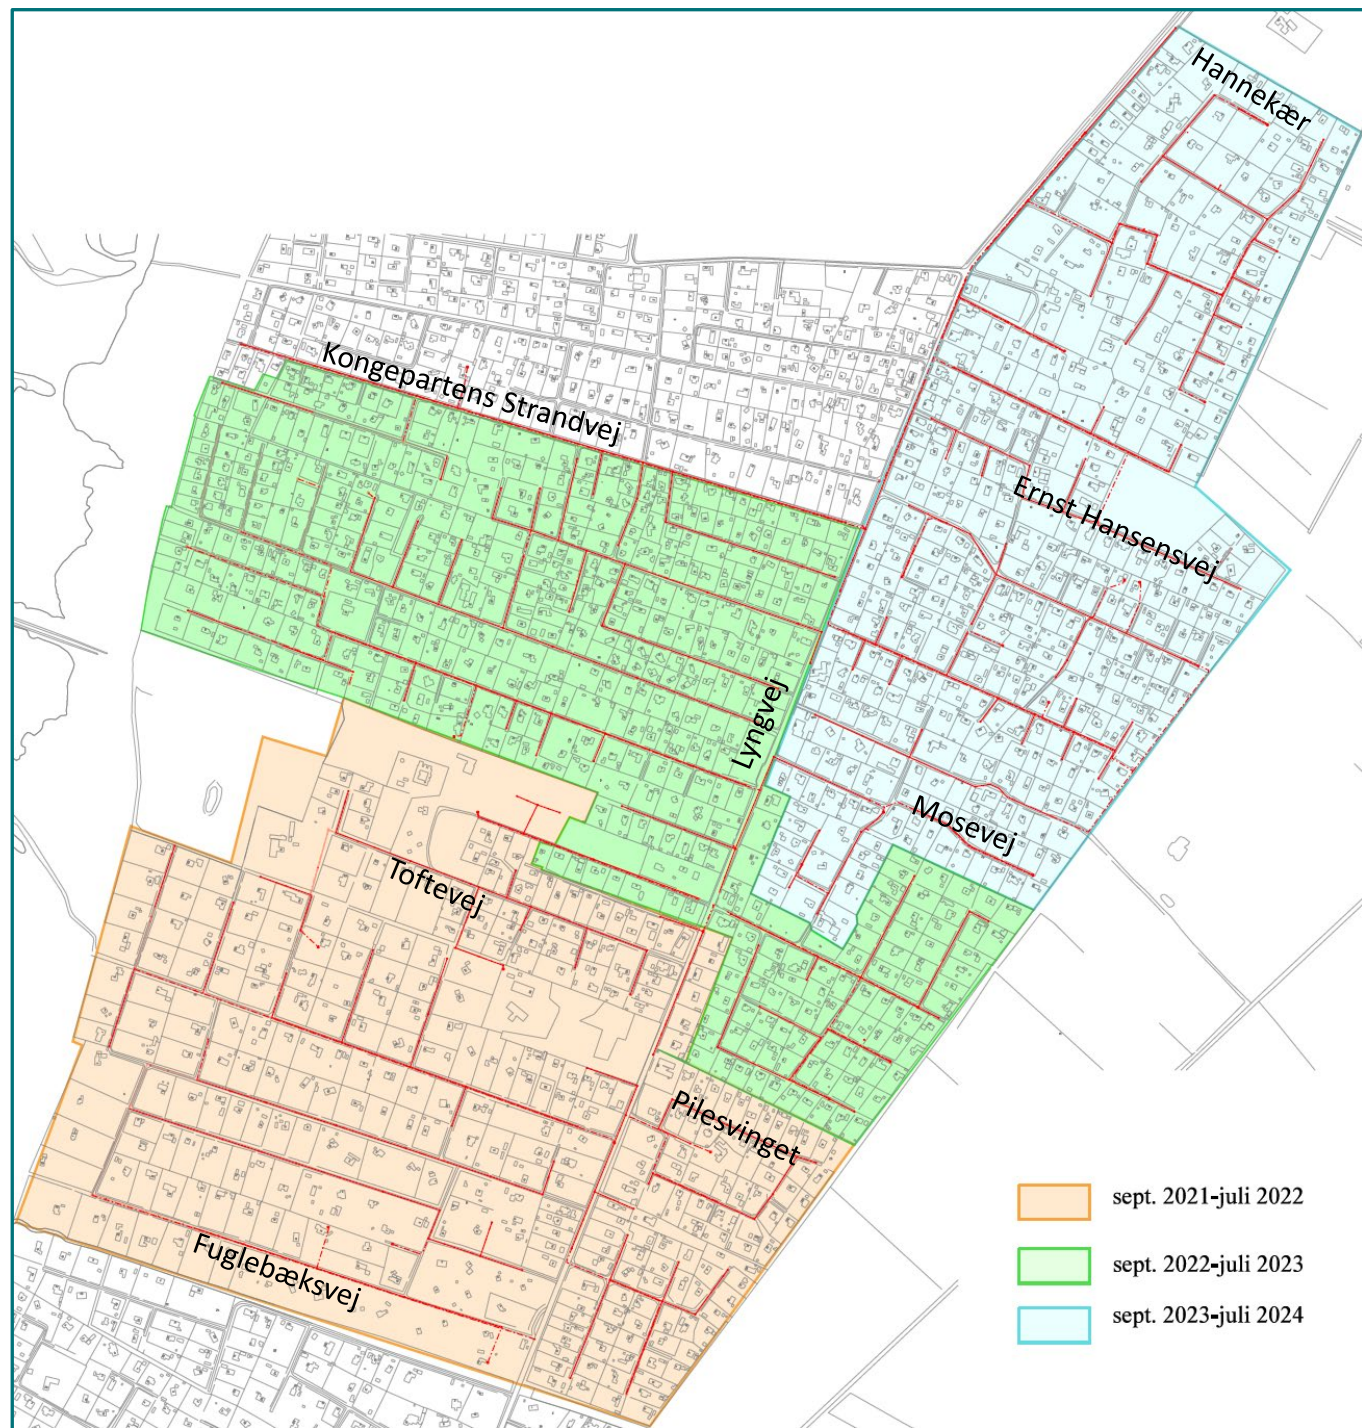 Hannekær
Kongepartens Strandvej
Ernst Hansensvej
Lyngvej
Mosevej
Toftevej
Pilesvinget
Fuglebæksvej
sept. 2021-juli 2022
sept. 2022-juli 2023
sept. 2023-juli 2024